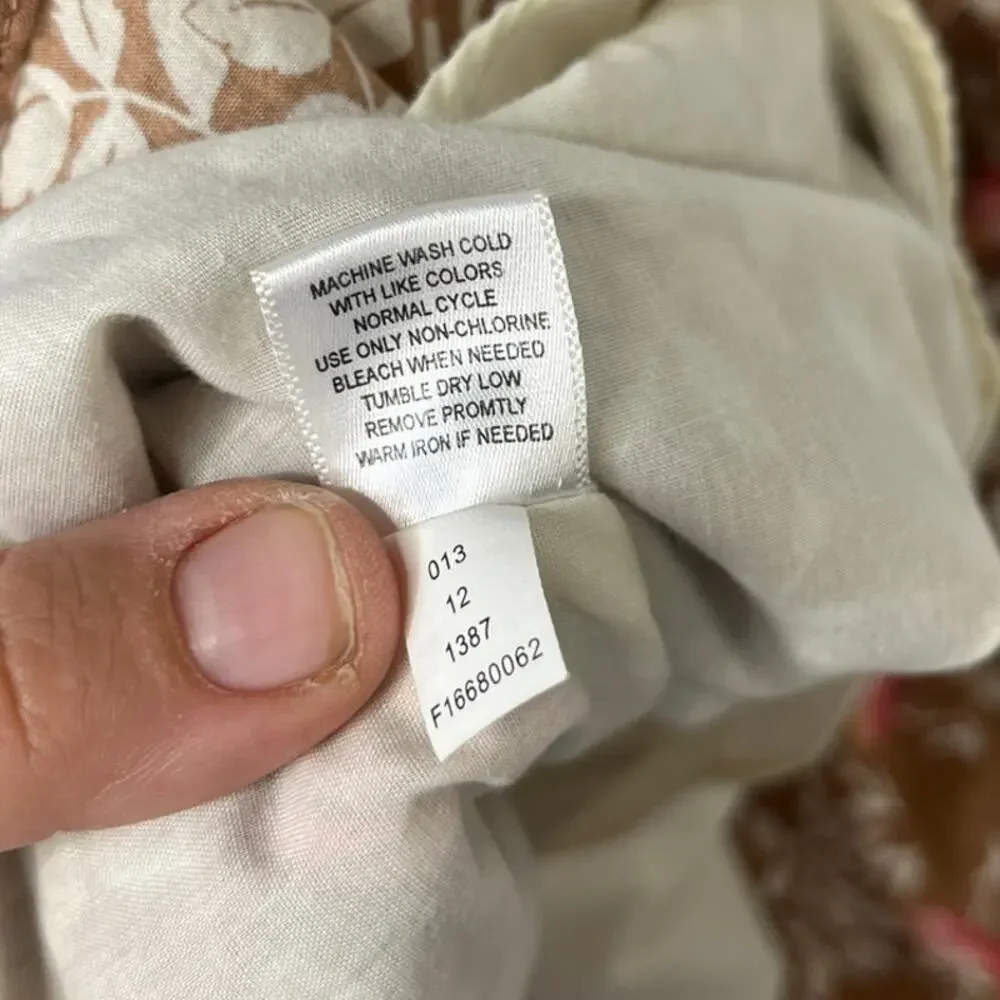 MACHINE WASH COLD
WITH LIKE COLORS
NORMAL CYCLE
USE ONLY NON-CHLORINE
BLEACH WHEN NEEDED
TUMBLE DRY LOW
REMOVE PROMTLY
WARM IRON IF NEEDED
013
12
1387
F16680062